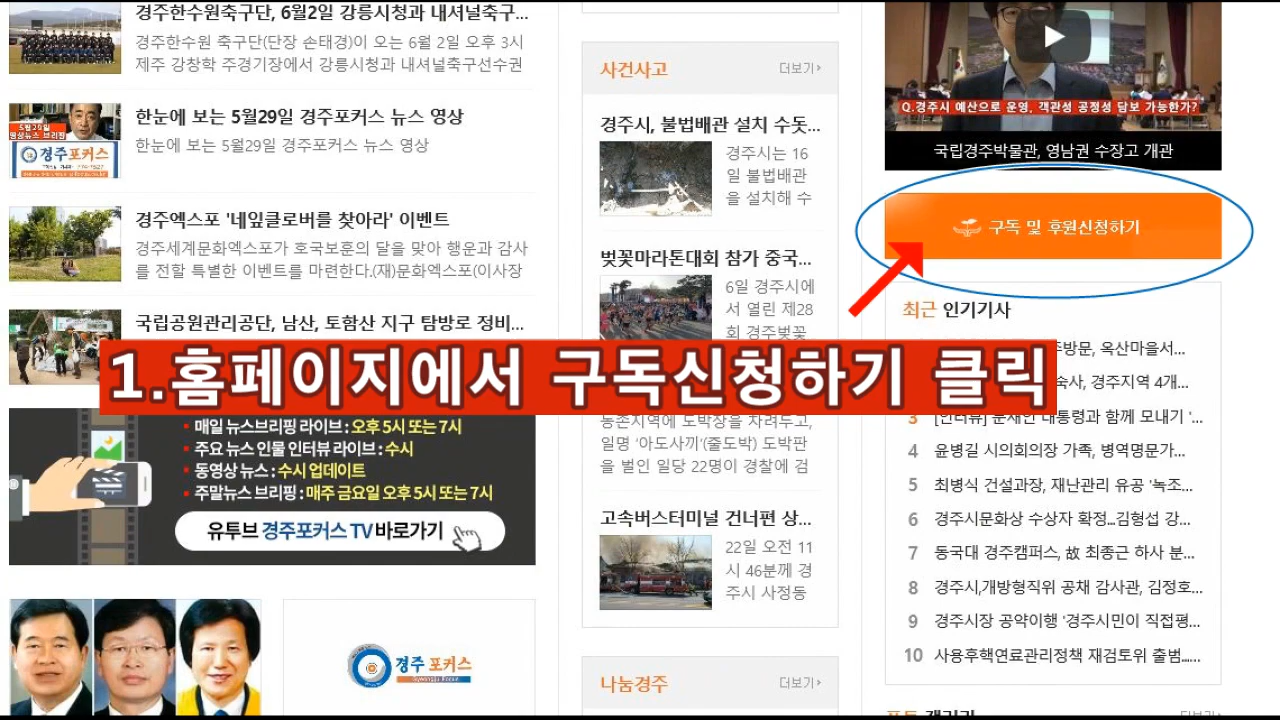 경주한수원축구단, 6월2일 강릉시청과 내셔널축구...
경주한수원 축구단(단장 손태경)이 오는 6월 2일 오후 3시
제주 강창학 주경기장에서 강릉시청과 내셔널축구선수권
5월29일
영상뉴스 브리핑
경주포커스
한눈에 보는 5월29일 경주포커스 뉴스 영상
한눈에 보는 5월29일 경주포커스 뉴스 영상
경주엑스포 '네잎클로버를 찾아라' 이벤트
경주세계문화엑스포가 호국보훈의 달을 맞아 행운과 감사
를 전할 특별한 이벤트를 마련한다.(재)문화엑스포(이사장
국립공원관리공단, 남산, 토함산 지구 탐방로 정비...
1.홈페이지에서 구독신청하기 클릭
매일 뉴스브리핑 라이브 : 오후 5시 또는 7시
주요 뉴스 인물 인터뷰 라이브 : 수시
동영상 뉴스 : 수시 업데이트
주말뉴스 브리핑 : 매주 금요일 오후 5시 또는 7시
유투브 경주포커스 TV 바로가기
경주 포커스
Gyeongju Focus
사건사고
더보기
경주시, 불법배관 설치 수돗...
경주시는 16
일 불법배관
을 설치해 수
벚꽃마라톤대회 참가 중국...
6일 경주시에
서 열린 제28
회 경주벚꽃
농촌지역에 도박장을 차려두고,
일명 '아도사끼'(줄도박) 도박판
을 벌인 일당 22명이 경찰에 검
고속버스터미널 건너편 상...
22일 오전 11
시 46분께 경
주시 사정동
나눔경주
더보기
Q.경주시 예산으로 운영, 객관성 공정성 담보 가능한가?
국립경주박물관, 영남권 수장고 개관
구독 및 후원신청하기
최근 인기기사
방문, 옥산마을서...
숙사, 경주지역 4개...
3 [인터뷰] 문재인 대통령과 함께 모내기 '...
4 윤병길 시의회의장 가족, 병역명문가...
5 최병식 건설과장, 재난관리 유공 '녹조...
6 경주시문화상 수상자 확정...김형섭 강...
7 동국대 경주캠퍼스, 故 최종근 하사 분...
8 경주시,개방형직위 공채 감사관, 김정호...
9 경주시장 공약이행 '경주시민이 직접평...
10 사용후핵연료관리정책 재검토위 출범......